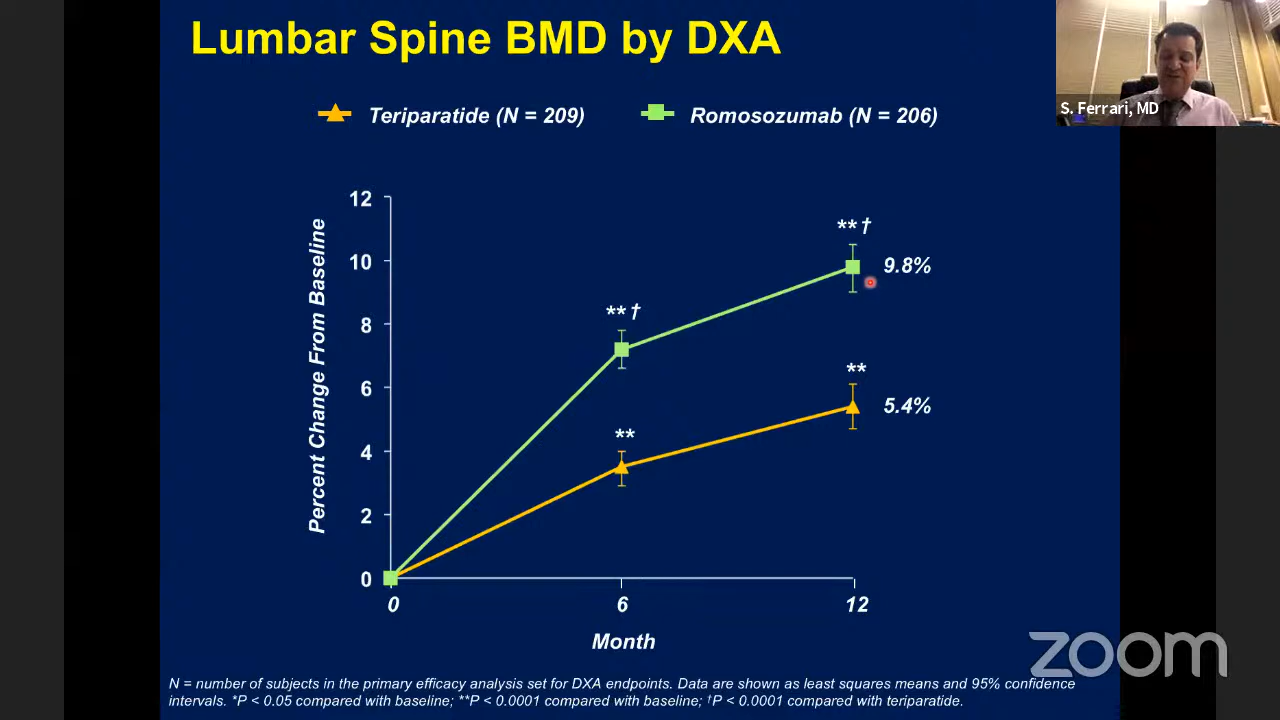 Lumbar Spine BMD by DXA
S. Ferrari, MD
Teriparatide (N = 209)
Romosozumab (N = 206)
Percent Change From Baseline
12
10
8
6
4
2
0
**†
9.8%
**†
**
5.4%
**
0
6
12
Month
zoom
N = number of subjects in the primary efficacy analysis set for DXA endpoints. Data are shown as least squares means and 95% confidence
intervals. *P < 0.05 compared with baseline; **P < 0.0001 compared with baseline; †P < 0.0001 compared with teriparatide.